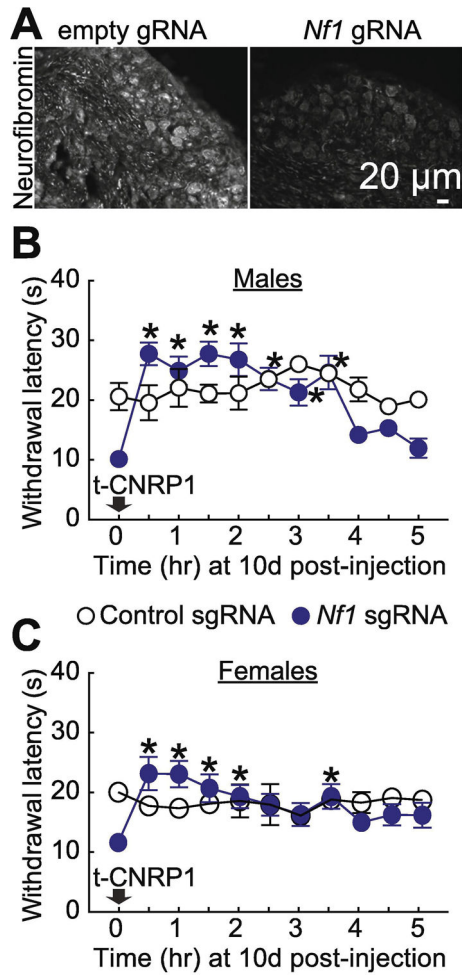 A
empty gRNA
Nf1 gRNA
Neurofibromin
20 µm
B
Males
Withdrawal latency (s)
40
30
20
10
0
* * * * * * *
t-CNRP1
0 1 2 3 4 5
Time (hr) at 10d post-injection
Control sgRNA Nf1 sgRNA
C
Females
Withdrawal latency (s)
40
30
20
10
0
* * * * *
t-CNRP1
0 1 2 3 4 5
Time (hr) at 10d post-injection